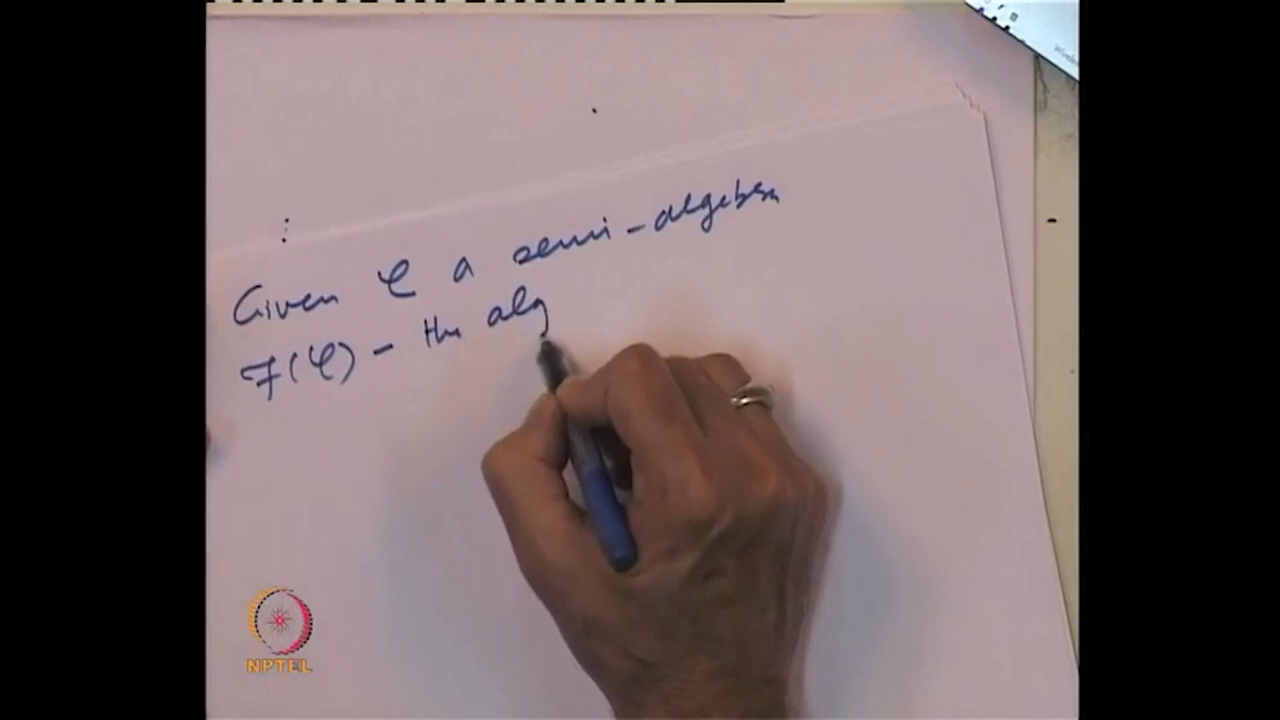 Given 𝒞 a semi-algebra
ℱ(𝒞) - the alg
NPTEL